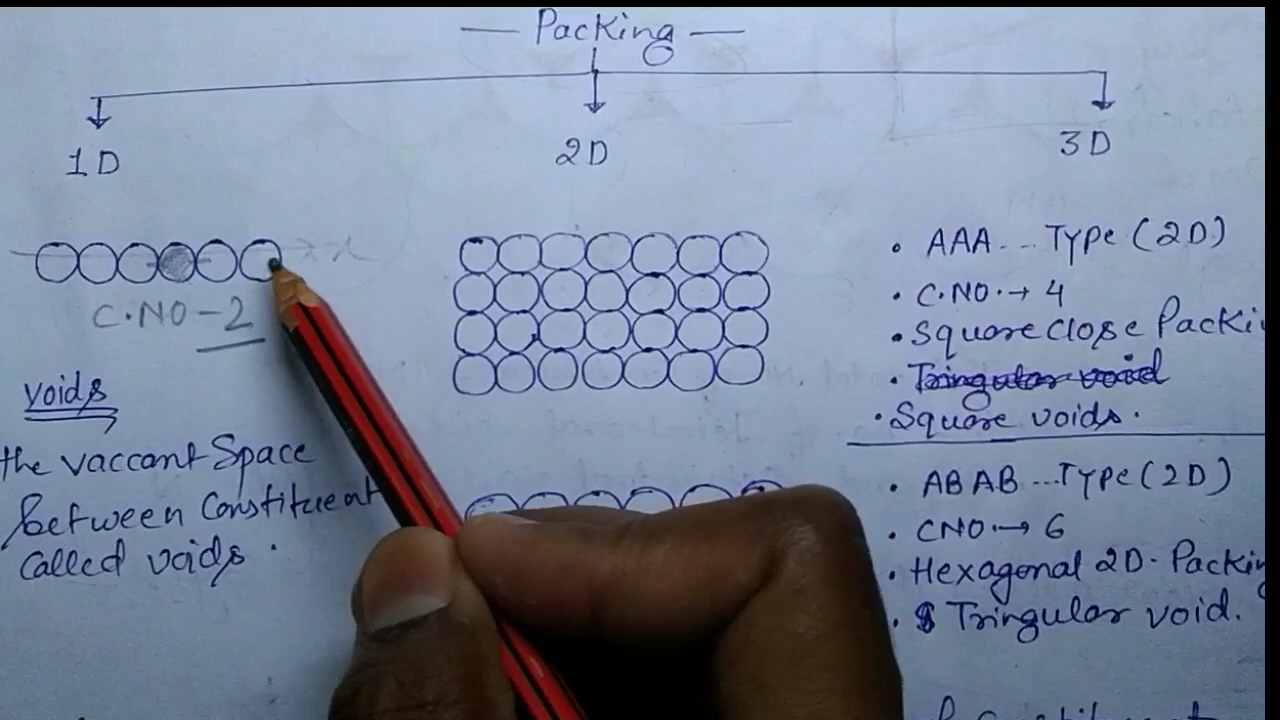 — Packing —
1D
2D
3D
C.NO - 2
voids
the vaccant Space
between Constituent
called voids.
• AAA... Type (2D)
• C.NO. → 4
• Square Close Packi
• Tringular void
• Square voids.
• ABAB ... Type (2D)
• CNO. → 6
• Hexagonal 2D - Packing
• Tringular void.